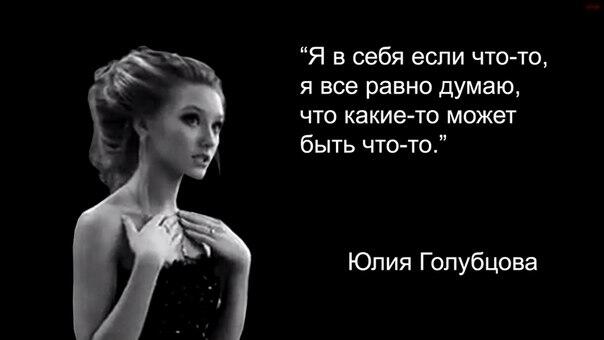 “Я в себя если что-то,
я все равно думаю,
что какие-то может
быть что-то.”
Юлия Голубцова